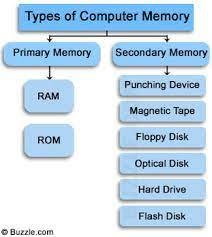 Types of Computer Memory
Primary Memory
Secondary Memory
RAM
ROM
Punching Device
Magnetic Tape
Floppy Disk
Optical Disk
Hard Drive
Flash Disk
© Buzzle.com